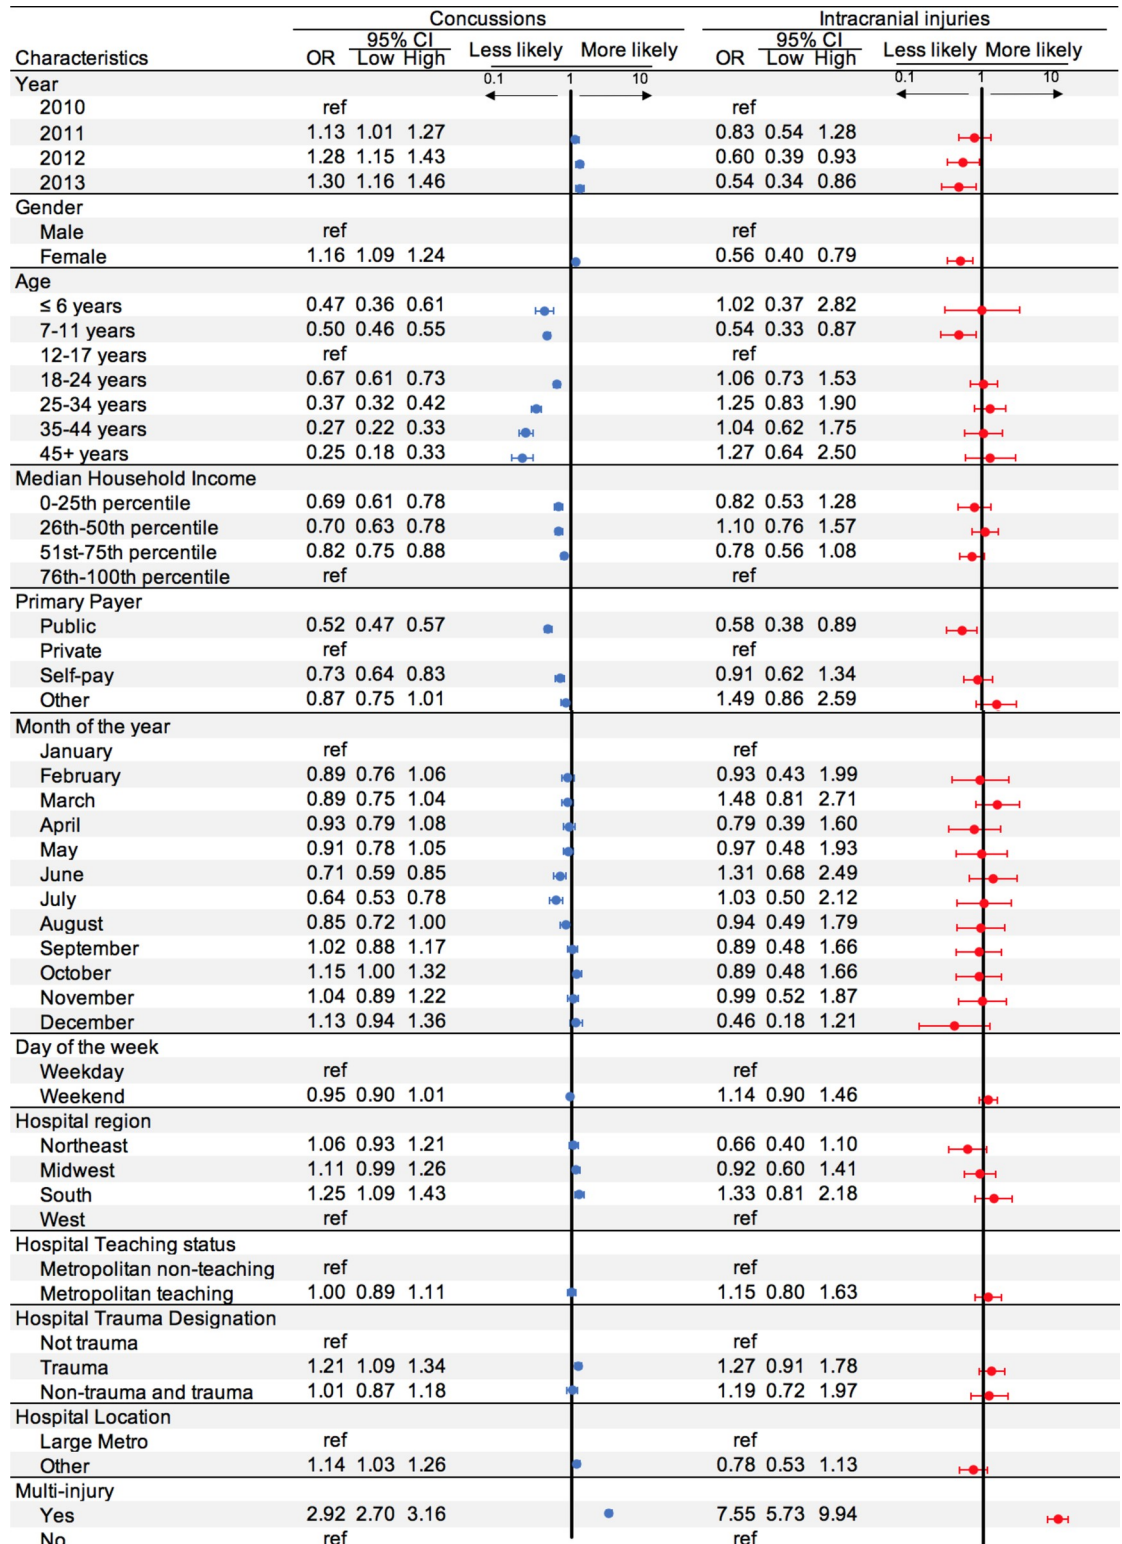 Concussions Intracranial injuries
95% CI 95% CI
Characteristics OR Low High Less likely More likely OR Low High Less likely More likely
Year 0.1 1 10 0.1 1 10
2010 ref ref
2011 1.13 1.01 1.27 0.83 0.54 1.28
2012 1.28 1.15 1.43 0.60 0.39 0.93
2013 1.30 1.16 1.46 0.54 0.34 0.86
Gender
Male ref ref
Female 1.16 1.09 1.24 0.56 0.40 0.79
Age
≤ 6 years 0.47 0.36 0.61 1.02 0.37 2.82
7-11 years 0.50 0.46 0.55 0.54 0.33 0.87
12-17 years ref ref
18-24 years 0.67 0.61 0.73 1.06 0.73 1.53
25-34 years 0.37 0.32 0.42 1.25 0.83 1.90
35-44 years 0.27 0.22 0.33 1.04 0.62 1.75
45+ years 0.25 0.18 0.33 1.27 0.64 2.50
Median Household Income
0-25th percentile 0.69 0.61 0.78 0.82 0.53 1.28
26th-50th percentile 0.70 0.63 0.78 1.10 0.76 1.57
51st-75th percentile 0.82 0.75 0.88 0.78 0.56 1.08
76th-100th percentile ref ref
Primary Payer
Public 0.52 0.47 0.57 0.58 0.38 0.89
Private ref ref
Self-pay 0.73 0.64 0.83 0.91 0.62 1.34
Other 0.87 0.75 1.01 1.49 0.86 2.59
Month of the year
January ref ref
February 0.89 0.76 1.06 0.93 0.43 1.99
March 0.89 0.75 1.04 1.48 0.81 2.71
April 0.93 0.79 1.08 0.79 0.39 1.60
May 0.91 0.78 1.05 0.97 0.48 1.93
June 0.71 0.59 0.85 1.31 0.68 2.49
July 0.64 0.53 0.78 1.03 0.50 2.12
August 0.85 0.72 1.00 0.94 0.49 1.79
September 1.02 0.88 1.17 0.89 0.48 1.66
October 1.15 1.00 1.32 0.89 0.48 1.66
November 1.04 0.89 1.22 0.99 0.52 1.87
December 1.13 0.94 1.36 0.46 0.18 1.21
Day of the week
Weekday ref ref
Weekend 0.95 0.90 1.01 1.14 0.90 1.46
Hospital region
Northeast 1.06 0.93 1.21 0.66 0.40 1.10
Midwest 1.11 0.99 1.26 0.92 0.60 1.41
South 1.25 1.09 1.43 1.33 0.81 2.18
West ref ref
Hospital Teaching status
Metropolitan non-teaching ref ref
Metropolitan teaching 1.00 0.89 1.11 1.15 0.80 1.63
Hospital Trauma Designation
Not trauma ref ref
Trauma 1.21 1.09 1.34 1.27 0.91 1.78
Non-trauma and trauma 1.01 0.87 1.18 1.19 0.72 1.97
Hospital Location
Large Metro ref ref
Other 1.14 1.03 1.26 0.78 0.53 1.13
Multi-injury
Yes 2.92 2.70 3.16 7.55 5.73 9.94
No ref ref